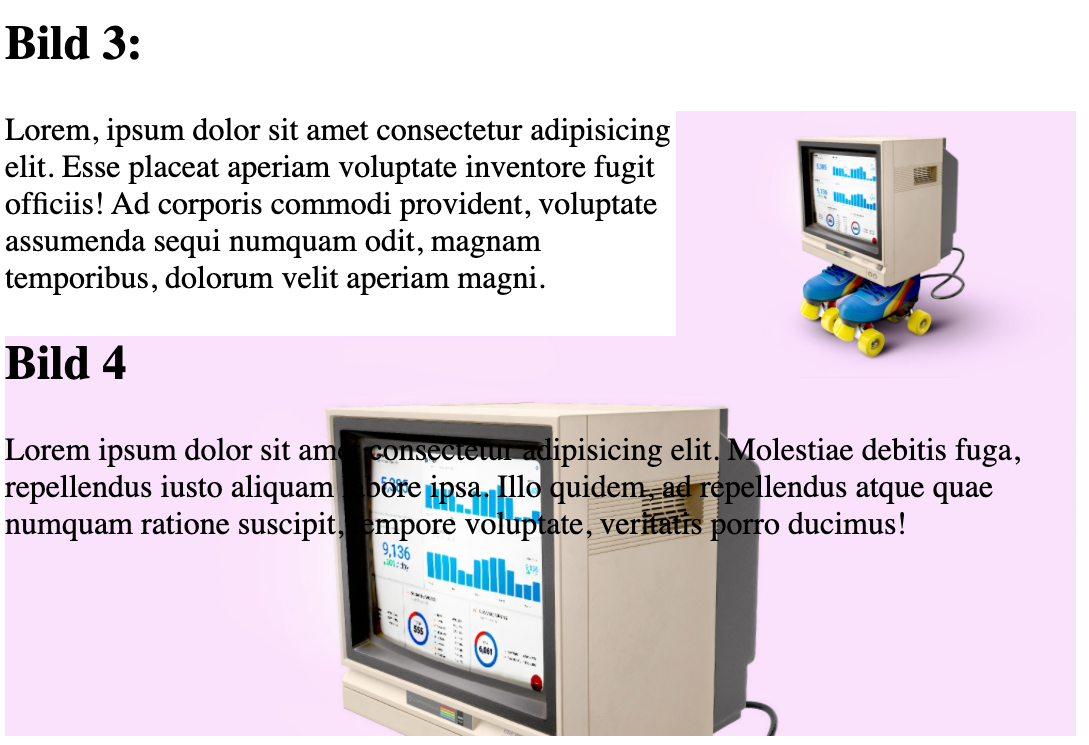 Bild 3:
Lorem, ipsum dolor sit amet consectetur adipisicing
elit. Esse placeat aperiam voluptate inventore fugit
officiis! Ad corporis commodi provident, voluptate
assumenda sequi numquam odit, magnam
temporibus, dolorum velit aperiam magni.
Bild 4
Lorem ipsum dolor sit amet consectetur adipisicing elit. Molestiae debitis fuga,
repellendus iusto aliquam labore ipsa. Illo quidem, ad repellendus atque quae
numquam ratione suscipit, tempore voluptate, veritatis porro ducimus!
9,136
6,061